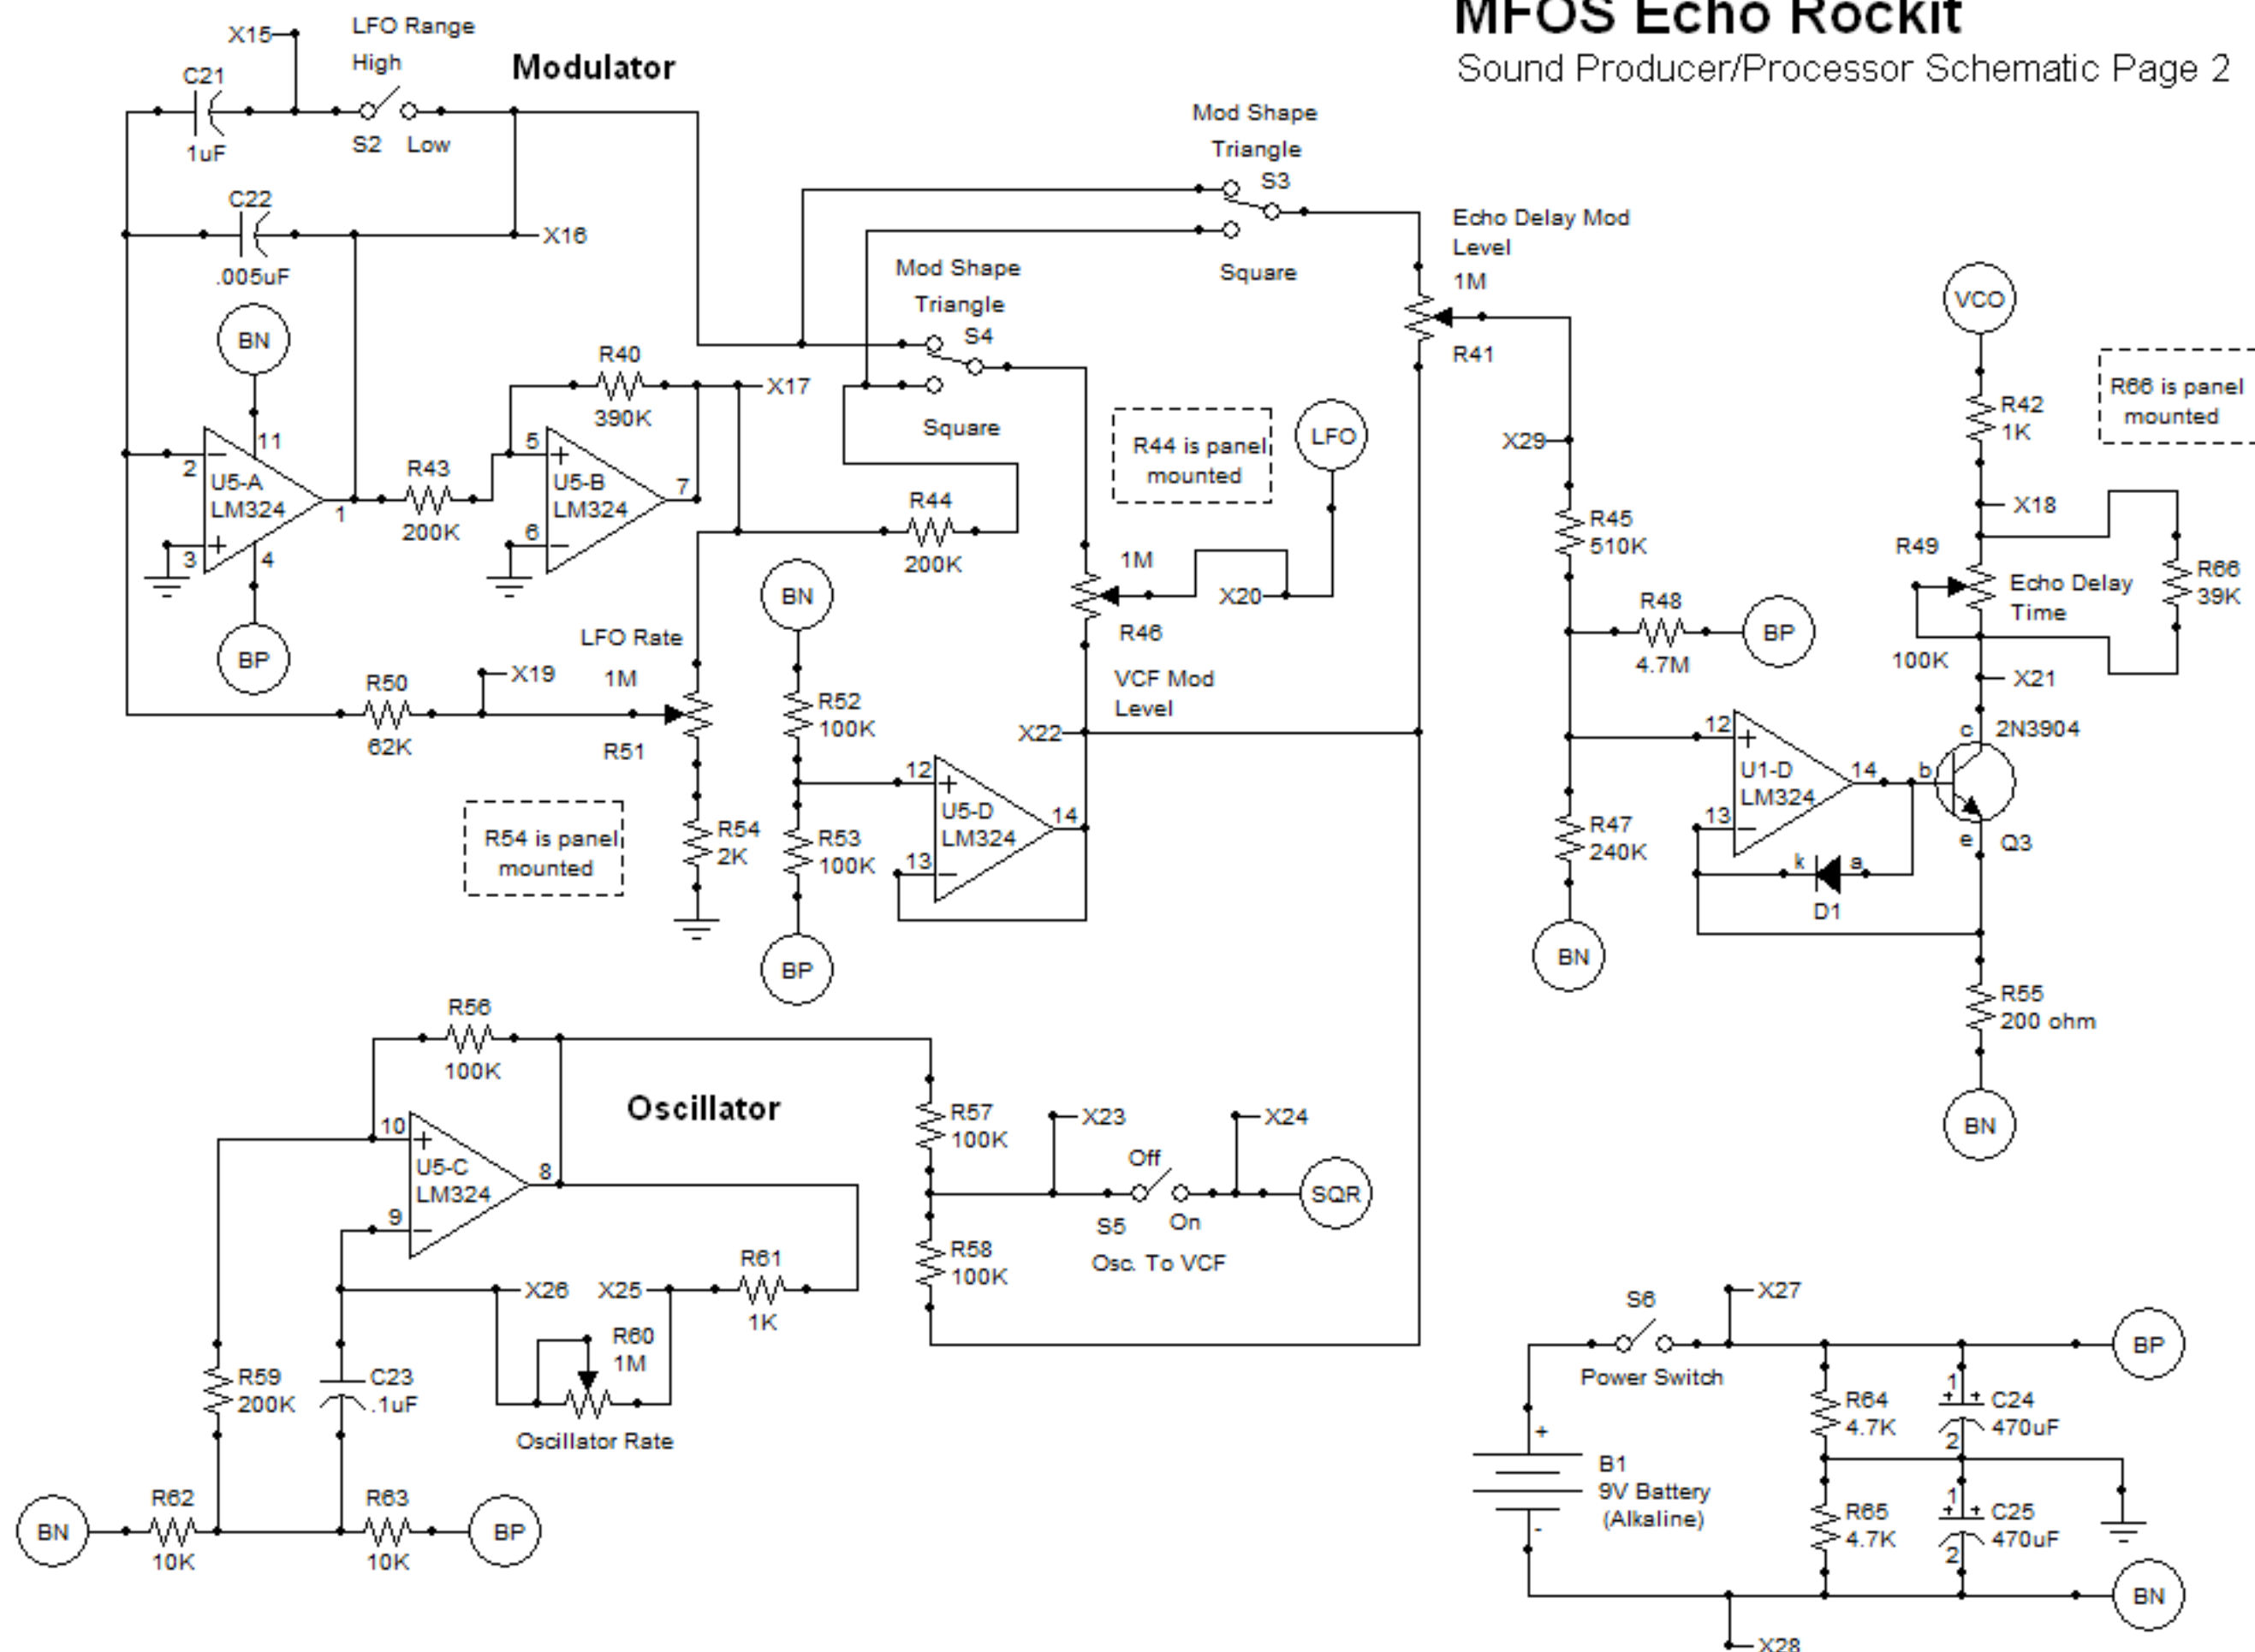 MFOS Echo Rockit
Sound Producer/Processor Schematic Page 2
Modulator
LFO Range
High
S2 Low
X15
C21
1uF
C22
.005uF
X16
BN
11
2
3
U5-A
LM324
4
1
BP
R43
200K
R40
390K
5
6
U5-B
LM324
7
X17
Mod Shape
Triangle
S4
Square
Mod Shape
Triangle
S3
Square
Echo Delay Mod
Level
1M
R41
R44 is panel
mounted
LFO
R44
200K
1M
X20
R46
VCF Mod
Level
X22
R50
62K
X19
LFO Rate
1M
R51
R54 is panel
mounted
R54
2K
BN
R52
100K
R53
100K
BP
12
13
U5-D
LM324
14
X29
R45
510K
R48
4.7M
BP
R47
240K
BN
12
13
U1-D
LM324
14
k
a
D1
VCO
R42
1K
R66 is panel
mounted
X18
R49
Echo Delay
Time
100K
R66
39K
X21
c
b
e
2N3904
Q3
R55
200 ohm
BN
Oscillator
R56
100K
10
9
U5-C
LM324
8
R57
100K
R58
100K
X23
X24
Off
S5
On
Osc. To VCF
SQR
R61
1K
X26
X25
R60
1M
Oscillator Rate
R59
200K
C23
.1uF
BN
R62
10K
R63
10K
BP
S6
Power Switch
X27
BP
+
B1
9V Battery
(Alkaline)
-
R64
4.7K
R65
4.7K
1
+ +
2
C24
470uF
1
+ +
2
C25
470uF
BN
X28